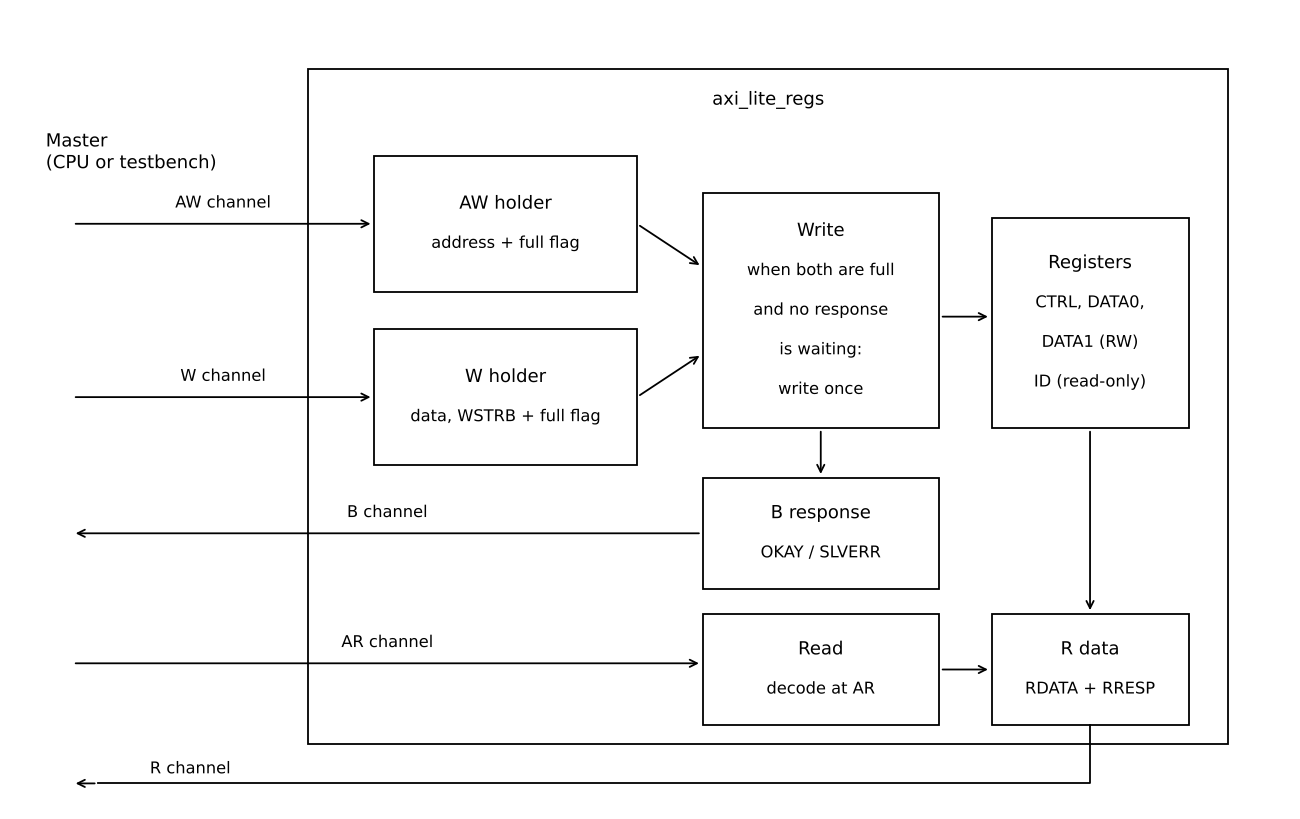 axi_lite_regs
Master
(CPU or testbench)
AW channel
AW holder
address + full flag
W channel
W holder
data, WSTRB + full flag
Write
when both are full
and no response
is waiting:
write once
Registers
CTRL, DATA0,
DATA1 (RW)
ID (read-only)
B channel
B response
OKAY / SLVERR
AR channel
Read
decode at AR
R data
RDATA + RRESP
R channel